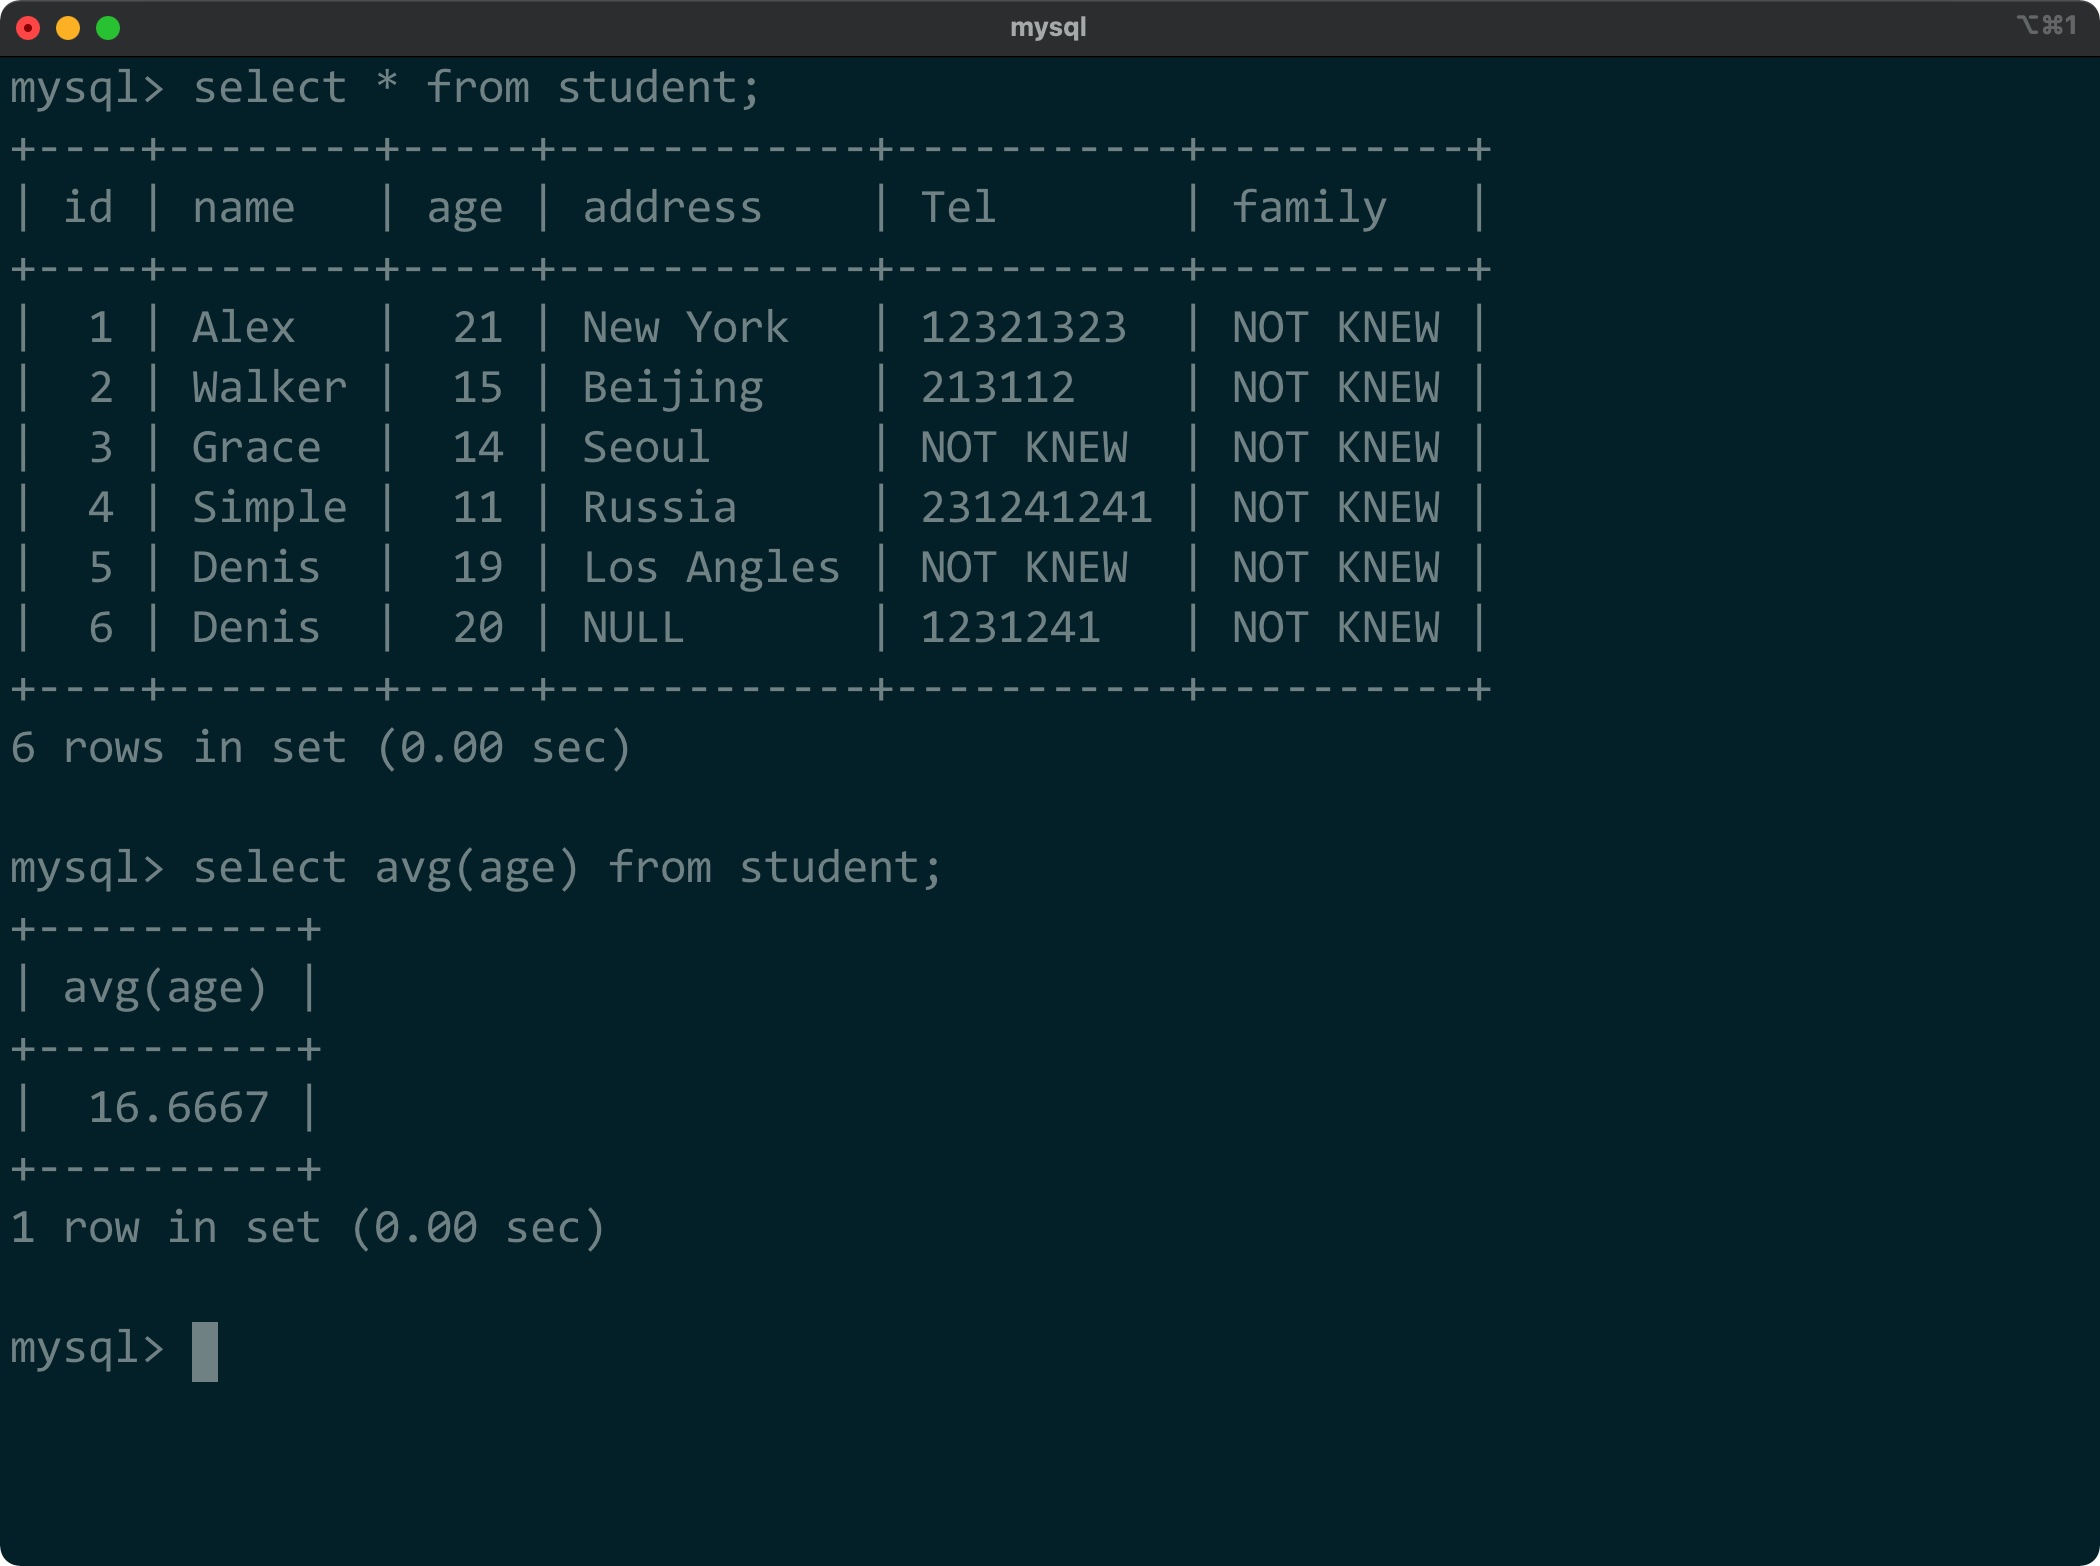 mysql
⌥⌘1
mysql> select * from student;
+----+--------+-----+------------+-----------+----------+
| id | name   | age | address    | Tel       | family   |
+----+--------+-----+------------+-----------+----------+
|  1 | Alex   |  21 | New York   | 12321323  | NOT KNEW |
|  2 | Walker |  15 | Beijing    | 213112    | NOT KNEW |
|  3 | Grace  |  14 | Seoul      | NOT KNEW  | NOT KNEW |
|  4 | Simple |  11 | Russia     | 231241241 | NOT KNEW |
|  5 | Denis  |  19 | Los Angles | NOT KNEW  | NOT KNEW |
|  6 | Denis  |  20 | NULL       | 1231241   | NOT KNEW |
+----+--------+-----+------------+-----------+----------+
6 rows in set (0.00 sec)
mysql> select avg(age) from student;
+----------+
| avg(age) |
+----------+
|  16.6667 |
+----------+
1 row in set (0.00 sec)
mysql>